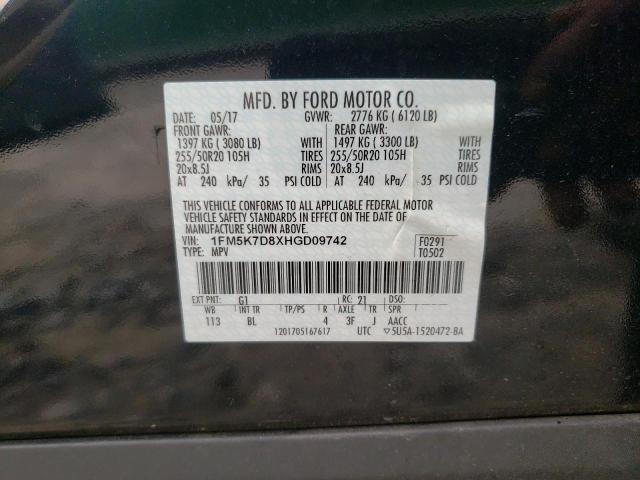 MFD. BY FORD MOTOR CO.
DATE: 05/17 GVWR: 2776 KG ( 6120 LB)
FRONT GAWR: REAR GAWR:
1397 KG ( 3080 LB) WITH 1497 KG ( 3300 LB) WITH
255/50R20 105H TIRES 255/50R20 105H TIRES
20x8.5J RIMS 20x8.5J RIMS
AT 240 kPa/ 35 PSI COLD AT 240 kPa/ 35 PSI COLD
THIS VEHICLE CONFORMS TO ALL APPLICABLE FEDERAL MOTOR
VEHICLE SAFETY STANDARDS IN EFFECT ON THE DATE OF
MANUFACTURE SHOWN ABOVE.
VIN: 1FM5K7D8XHGD09742 F0291
TYPE: MPV T0502
EXT PNT: G1 RC: 21 DSO:
WB INT TR TP/PS R AXLE TR SPR
113 BL 4 3F J AACC
1201705167617 UTC ▽5U5A-1520472-BA